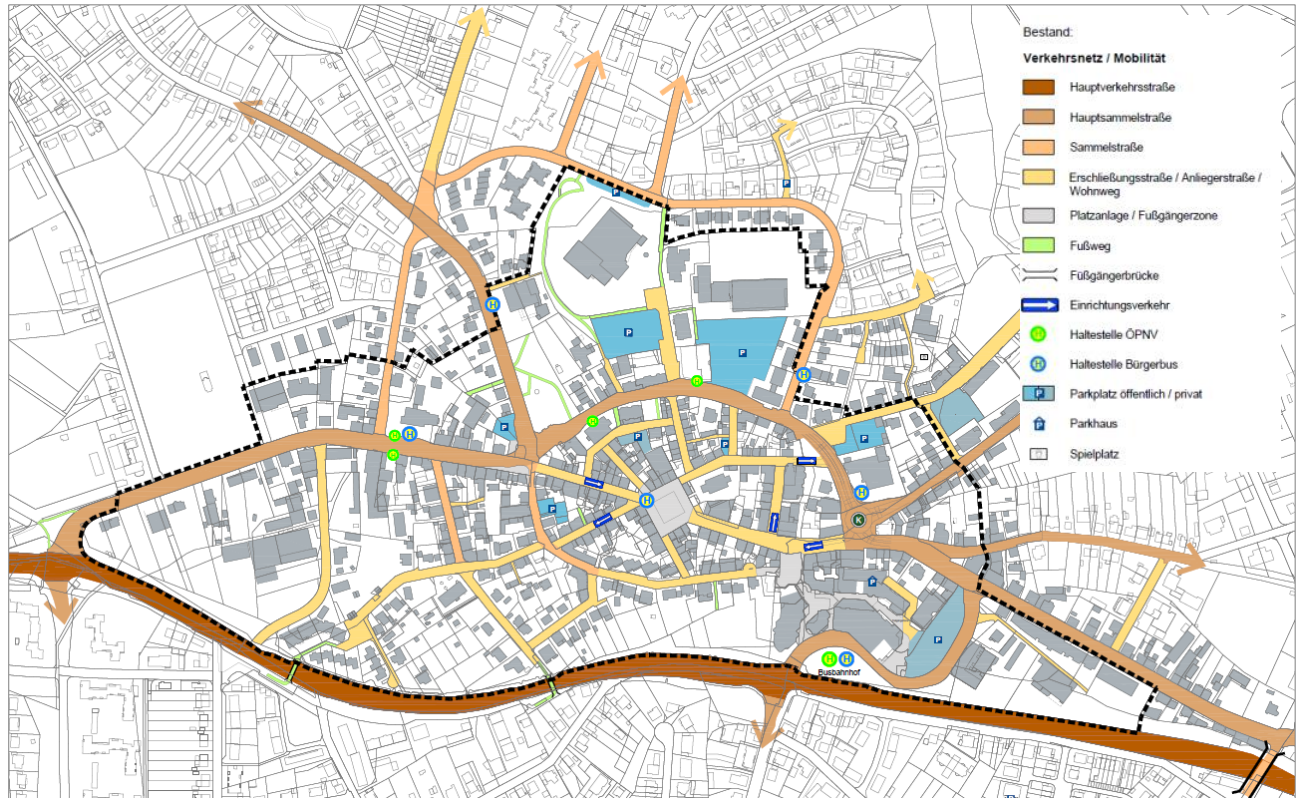 Bestand:
Verkehrsnetz / Mobilität
Hauptverkehrsstraße
Hauptsammelstraße
Sammelstraße
Erschließungsstraße / Anliegerstraße /
Wohnweg
Platzanlage / Fußgängerzone
Fußweg
Füßgängerbrücke
Einrichtungsverkehr
H
Haltestelle ÖPNV
H
Haltestelle Bürgerbus
P
Parkplatz öffentlich / privat
P
Parkhaus
Spielplatz
P
P
H
P
P
H
H
H
H
H
H
P
P
P
P
H
P
H
K
P
P
H
H
Busbahnhof